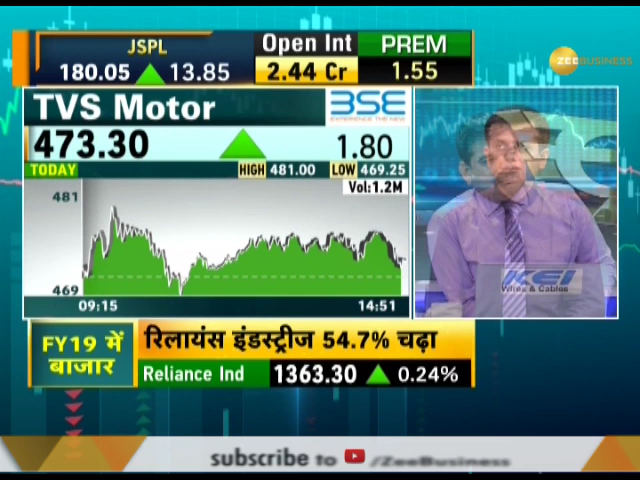 JSPL
180.05 13.85
Open Int
2.44 Cr
PREM
1.55
ZEEBUSINESS
TVS Motor
BSE
EXPERIENCE THE NEW
473.30 1.80
TODAY
HIGH 481.00 LOW 469.25
Vol:1.2M
481
469
09:15 14:51
KEI
Wires & Cables
FY19 में
बाजार
रिलायंस इंडस्ट्रीज 54.7% चढ़ा
Reliance Ind 1363.30 0.24%
subscribe to /ZeeBusiness